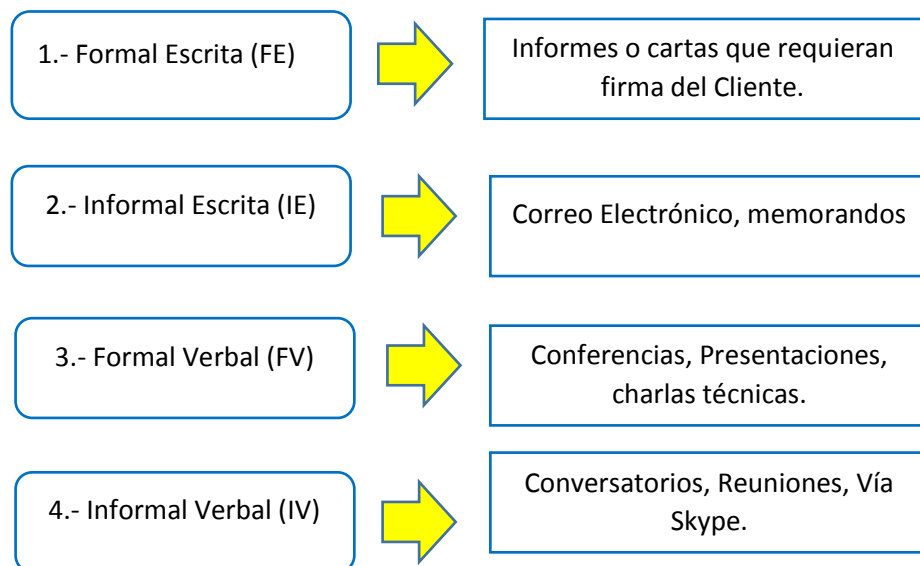 1.- Formal Escrita (FE)
Informes o cartas que requieran
firma del Cliente.
2.- Informal Escrita (IE)
Correo Electrónico, memorandos
3.- Formal Verbal (FV)
Conferencias, Presentaciones,
charlas técnicas.
4.- Informal Verbal (IV)
Conversatorios, Reuniones, Vía
Skype.